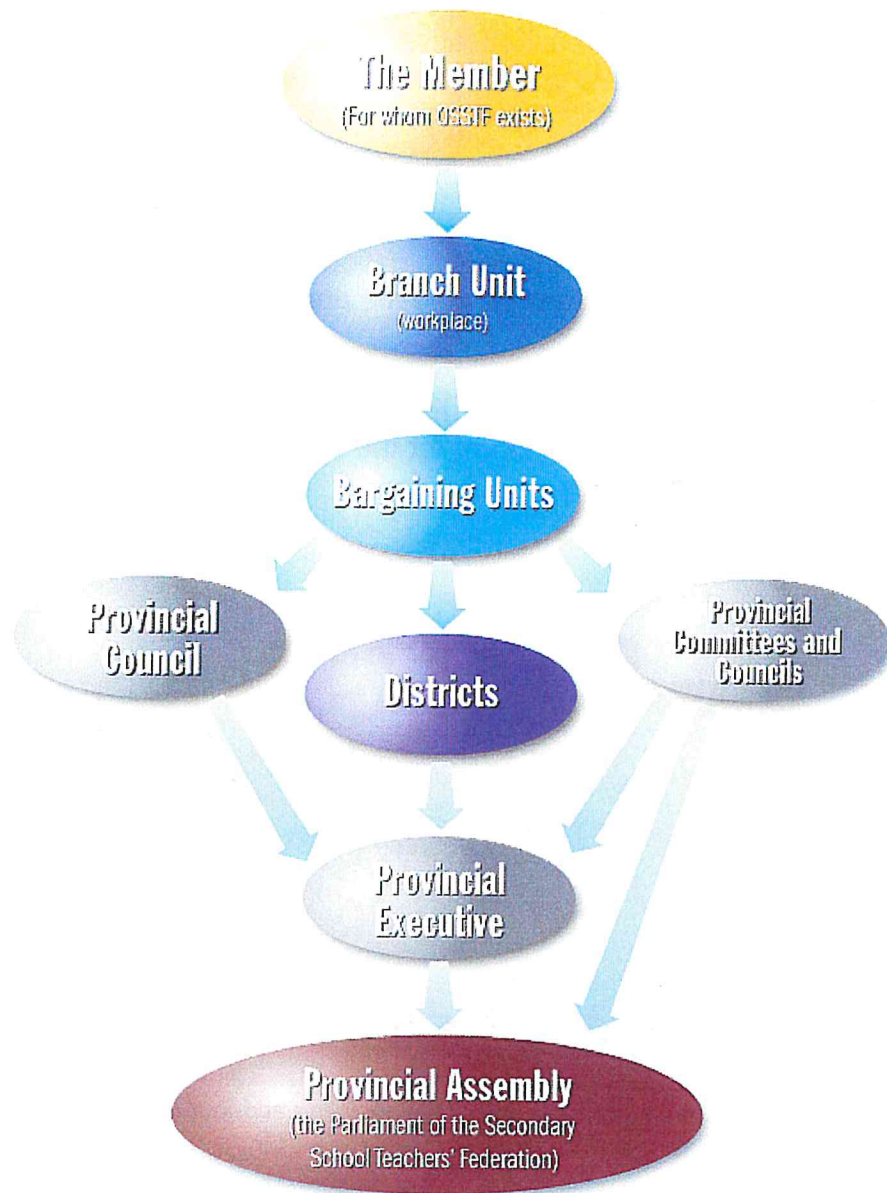 The Member
(For whom OSSTF exists)
Branch Unit
(workplace)
Bargaining Units
Provincial
Council
Districts
Provincial
Committees and
Councils
Provincial
Executive
Provincial Assembly
(the Parliament of the Secondary
School Teachers' Federation)